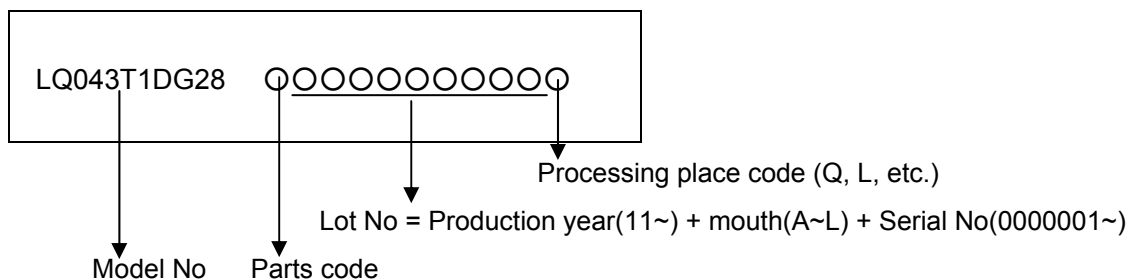 LQ043T1DG28 ○○○○○○○○○○○
Processing place code (Q, L, etc.)
Lot No = Production year(11~) + mouth(A~L) + Serial No(0000001~)
Model No Parts code